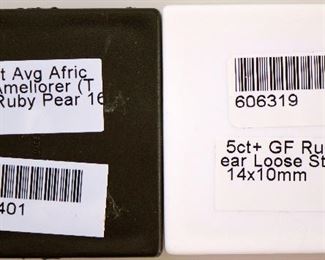 t Avg Afric
Ameliorer (T
Ruby Pear 16
401
606319
5ct+ GF Ru
ear Loose St
14x10mm